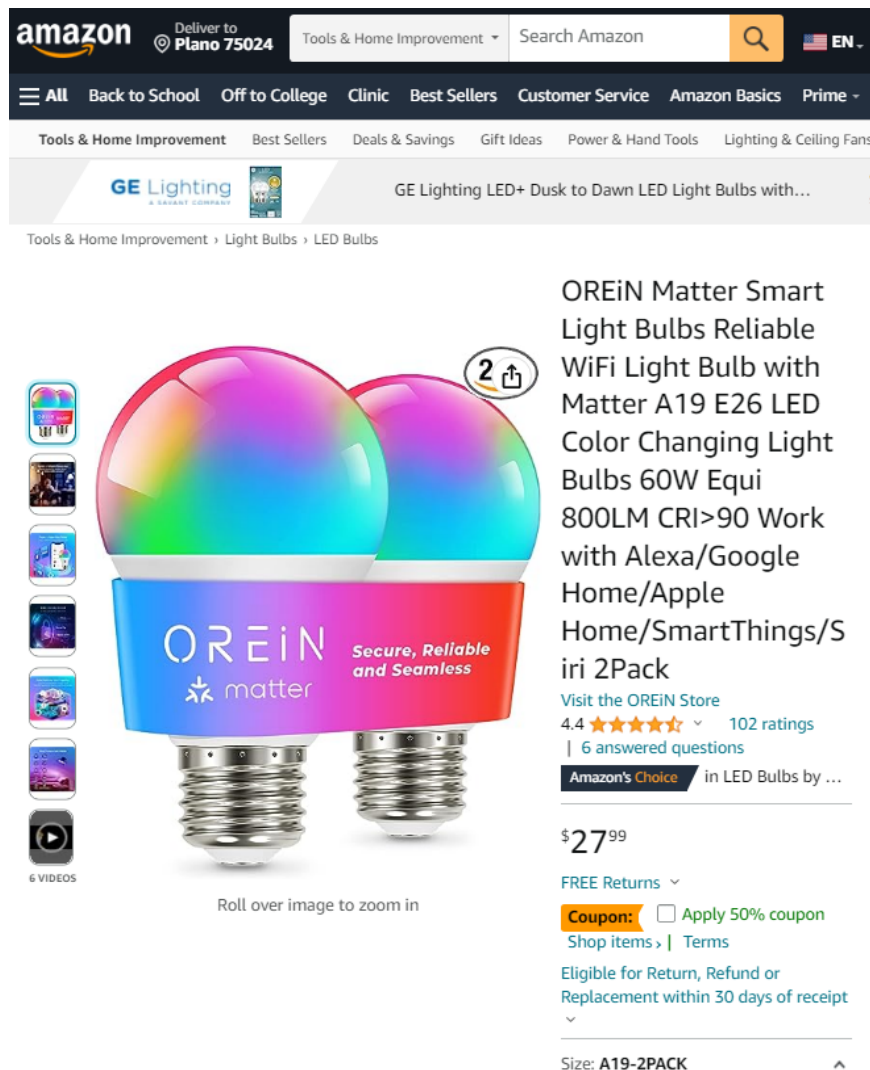 amazon
Deliver to
Plano 75024
Tools & Home Improvement
Search Amazon
EN
All Back to School Off to College Clinic Best Sellers Customer Service Amazon Basics Prime
Tools & Home Improvement Best Sellers Deals & Savings Gift Ideas Power & Hand Tools Lighting & Ceiling Fans
GE Lighting
A SAVANT COMPANY
GE Lighting LED+ Dusk to Dawn LED Light Bulbs with…
Tools & Home Improvement › Light Bulbs › LED Bulbs
2
OREiN
matter
Secure, Reliable
and Seamless
6 VIDEOS
Roll over image to zoom in
OREiN Matter Smart
Light Bulbs Reliable
WiFi Light Bulb with
Matter A19 E26 LED
Color Changing Light
Bulbs 60W Equi
800LM CRI>90 Work
with Alexa/Google
Home/Apple
Home/SmartThings/S
iri 2Pack
Visit the OREiN Store
4.4 102 ratings
| 6 answered questions
Amazon's Choice in LED Bulbs by …
$27 99
FREE Returns
Coupon: Apply 50% coupon
Shop items › | Terms
Eligible for Return, Refund or
Replacement within 30 days of receipt
Size: A19-2PACK